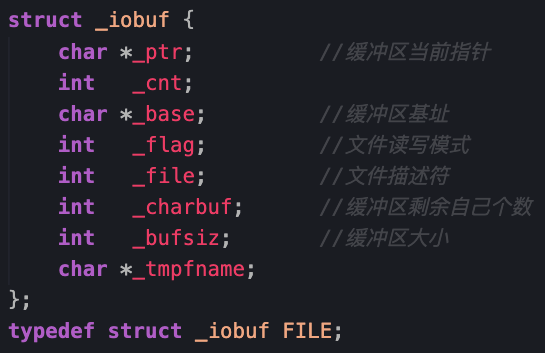 struct _iobuf {
    char *_ptr;          //缓冲区当前指针
    int   _cnt;
    char *_base;         //缓冲区基址
    int   _flag;         //文件读写模式
    int   _file;         //文件描述符
    int   _charbuf;      //缓冲区剩余自己个数
    int   _bufsiz;       //缓冲区大小
    char *_tmpfname;
};
typedef struct _iobuf FILE;